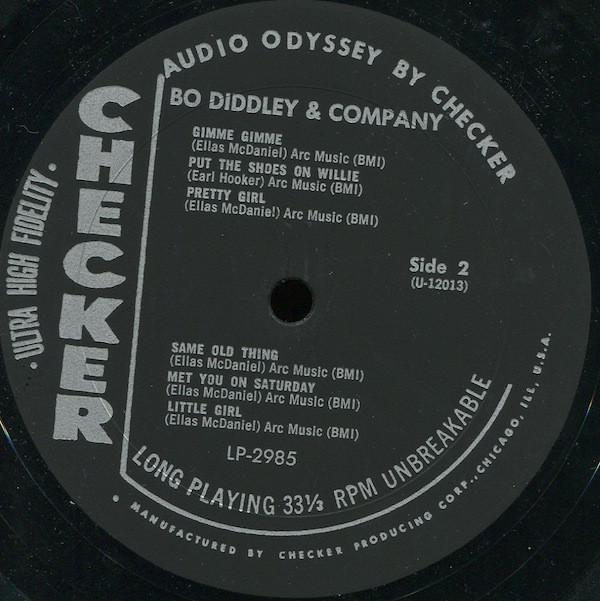 AUDIO ODYSSEY BY CHECKER
CHECKER
• ULTRA HIGH FIDELITY •
BO DiDDLEY & COMPANY
GIMME GIMME
(Ellas McDaniel) Arc Music (BMI)
PUT THE SHOES ON WILLIE
(Earl Hooker) Arc Music (BMI)
PRETTY GIRL
(Ellas McDaniel) Arc Music (BMI)
Side 2
(U-12013)
SAME OLD THING
(Ellas McDaniel) Arc Music (BMI)
MET YOU ON SATURDAY
(Ellas McDaniel) Arc Music (BMI)
LITTLE GIRL
(Ellas McDaniel) Arc Music (BMI)
LP-2985
LONG PLAYING 33⅓ RPM UNBREAKABLE
• MANUFACTURED BY CHECKER PRODUCING CORP., CHICAGO, ILL, U.S.A.